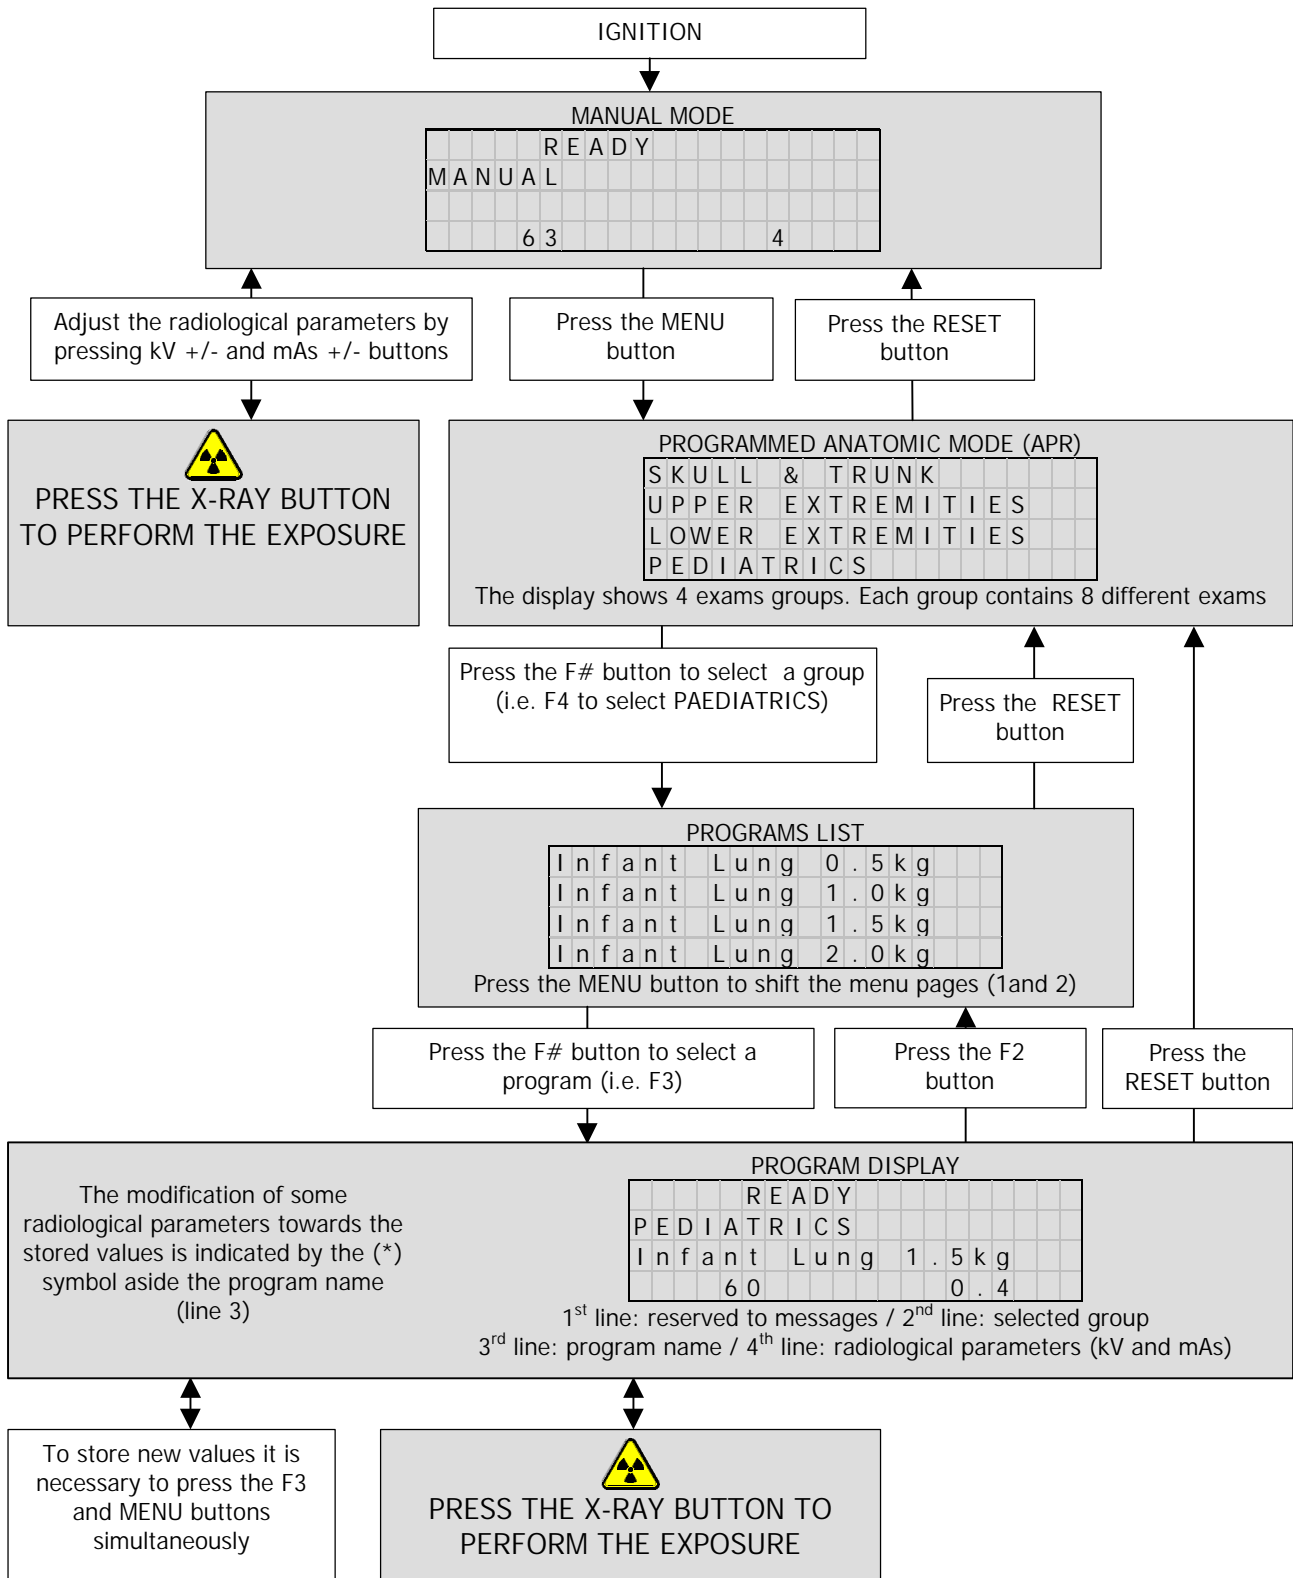 IGNITION
MANUAL MODE
READY
MANUAL
63 4
Adjust the radiological parameters by
pressing kV +/- and mAs +/- buttons
Press the MENU
button
Press the RESET
button
PRESS THE X-RAY BUTTON
TO PERFORM THE EXPOSURE
PROGRAMMED ANATOMIC MODE (APR)
SKULL & TRUNK
UPPER EXTREMITIES
LOWER EXTREMITIES
PEDIATRICS
The display shows 4 exams groups. Each group contains 8 different exams
Press the F# button to select a group
(i.e. F4 to select PAEDIATRICS)
Press the RESET
button
PROGRAMS LIST
Infant Lung 0.5kg
Infant Lung 1.0kg
Infant Lung 1.5kg
Infant Lung 2.0kg
Press the MENU button to shift the menu pages (1and 2)
Press the F# button to select a
program (i.e. F3)
Press the F2
button
Press the
RESET button
The modification of some
radiological parameters towards the
stored values is indicated by the (*)
symbol aside the program name
(line 3)
PROGRAM DISPLAY
READY
PEDIATRICS
Infant Lung 1.5kg
60 0.4
1st line: reserved to messages / 2nd line: selected group
3rd line: program name / 4th line: radiological parameters (kV and mAs)
To store new values it is
necessary to press the F3
and MENU buttons
simultaneously
PRESS THE X-RAY BUTTON TO
PERFORM THE EXPOSURE